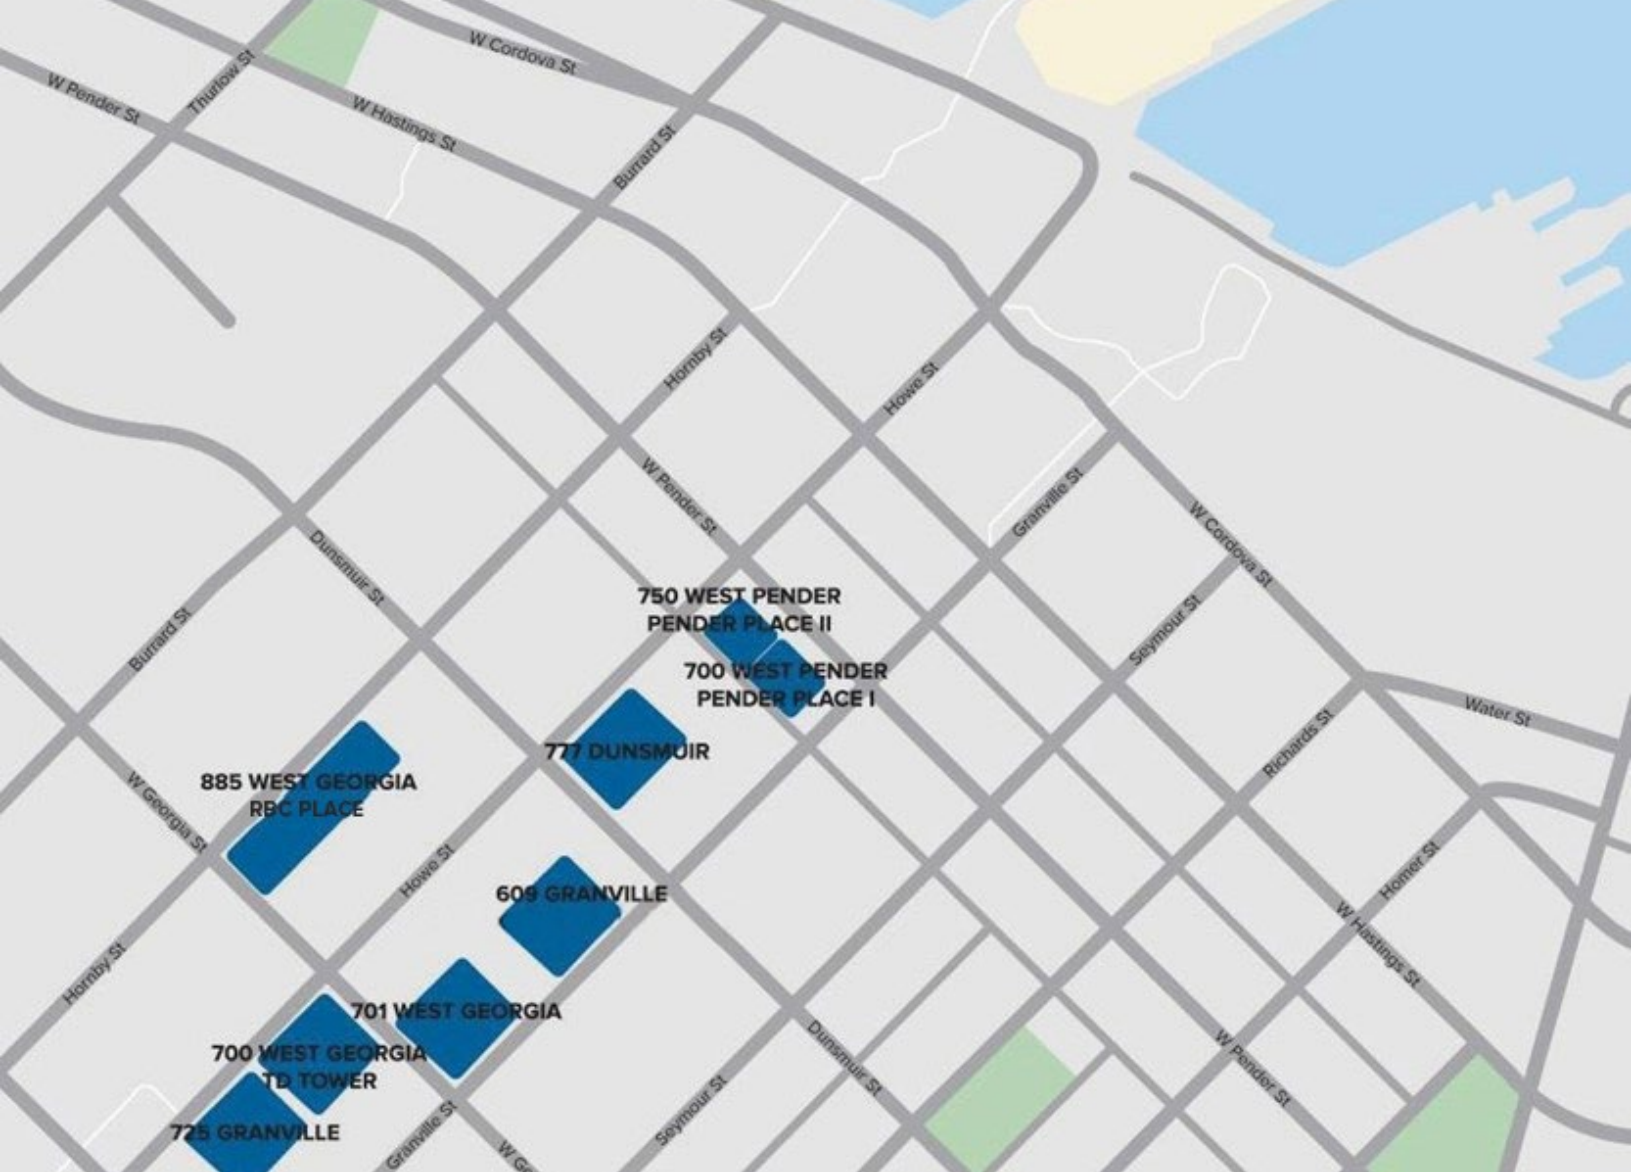 W Cordova St
Thurlow St
W Pender St
W Hastings St
Burrard St
Hornby St
Howe St
W Pender St
Granville St
W Cordova St
Dunsmuir St
750 WEST PENDER
PENDER PLACE II
Seymour St
Burrard St
700 WEST PENDER
PENDER PLACE I
Water St
Richards St
777 DUNSMUIR
885 WEST GEORGIA
RBC PLACE
W Georgia St
Howe St
Homer St
609 GRANVILLE
W Hastings St
Hornby St
701 WEST GEORGIA
700 WEST GEORGIA
TD TOWER
Dunsmuir St
W Pender St
Seymour St
725 GRANVILLE
Granville St
W Ge